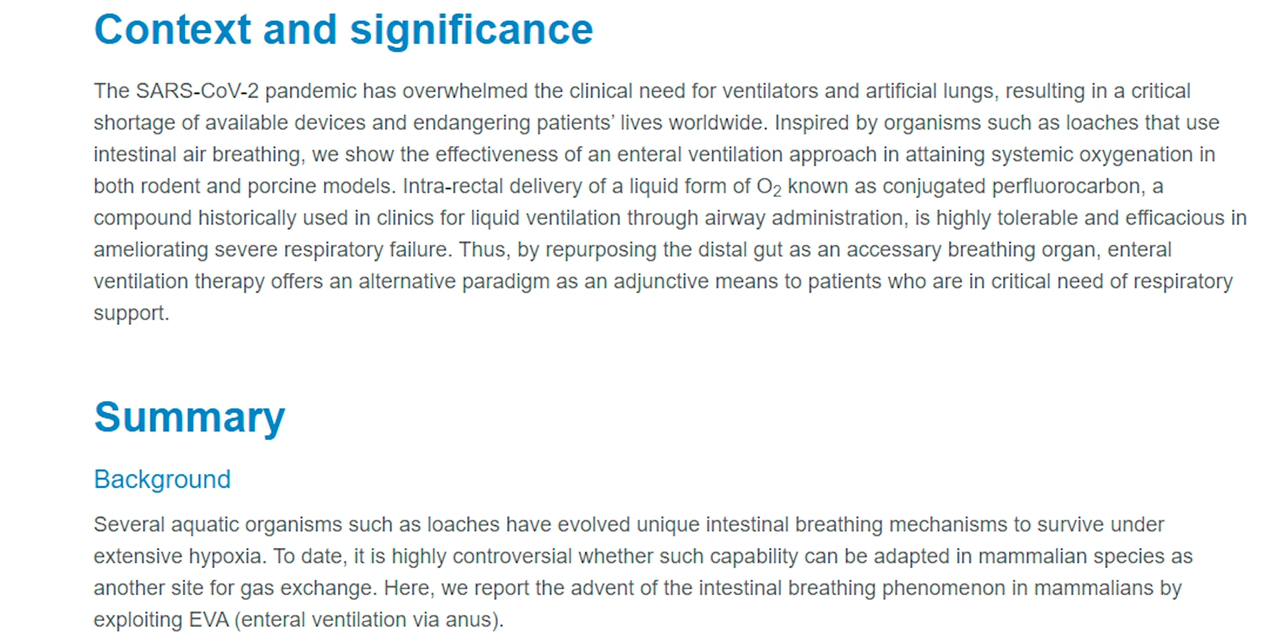 Context and significance
The SARS-CoV-2 pandemic has overwhelmed the clinical need for ventilators and artificial lungs, resulting in a critical
shortage of available devices and endangering patients’ lives worldwide. Inspired by organisms such as loaches that use
intestinal air breathing, we show the effectiveness of an enteral ventilation approach in attaining systemic oxygenation in
both rodent and porcine models. Intra-rectal delivery of a liquid form of O₂ known as conjugated perfluorocarbon, a
compound historically used in clinics for liquid ventilation through airway administration, is highly tolerable and efficacious in
ameliorating severe respiratory failure. Thus, by repurposing the distal gut as an accessary breathing organ, enteral
ventilation therapy offers an alternative paradigm as an adjunctive means to patients who are in critical need of respiratory
support.
Summary
Background
Several aquatic organisms such as loaches have evolved unique intestinal breathing mechanisms to survive under
extensive hypoxia. To date, it is highly controversial whether such capability can be adapted in mammalian species as
another site for gas exchange. Here, we report the advent of the intestinal breathing phenomenon in mammalians by
exploiting EVA (enteral ventilation via anus).